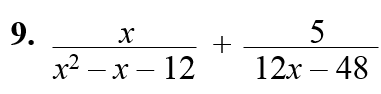 9. x/(x² − x − 12) + 5/(12x − 48)